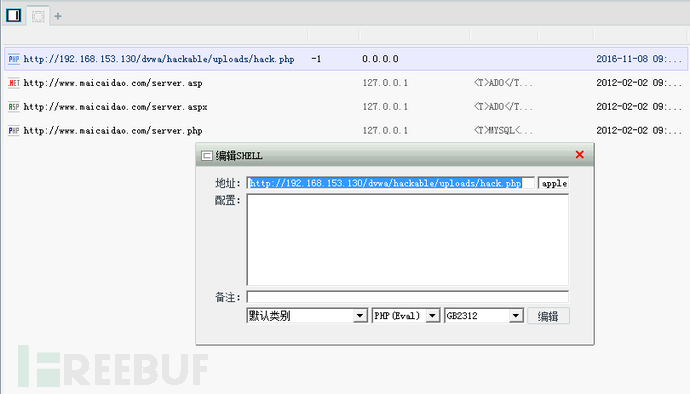 +
PHP http://192.168.153.130/dvwa/hackable/uploads/hack.php -1 0.0.0.0 2016-11-08 09:...
.NET http://www.maicaidao.com/server.asp 127.0.0.1 <T>ADO</T... 2012-02-02 09:...
RSP http://www.maicaidao.com/server.aspx 127.0.0.1 <T>ADO</T... 2012-02-02 09:...
PHP http://www.maicaidao.com/server.php 127.0.0.1 <T>MYSQL<... 2012-02-02 09:...
编辑SHELL
地址: http://192.168.153.130/dvwa/hackable/uploads/hack.php apple
配置:
备注:
默认类别 PHP(Eval) GB2312 编辑
FREEBUF